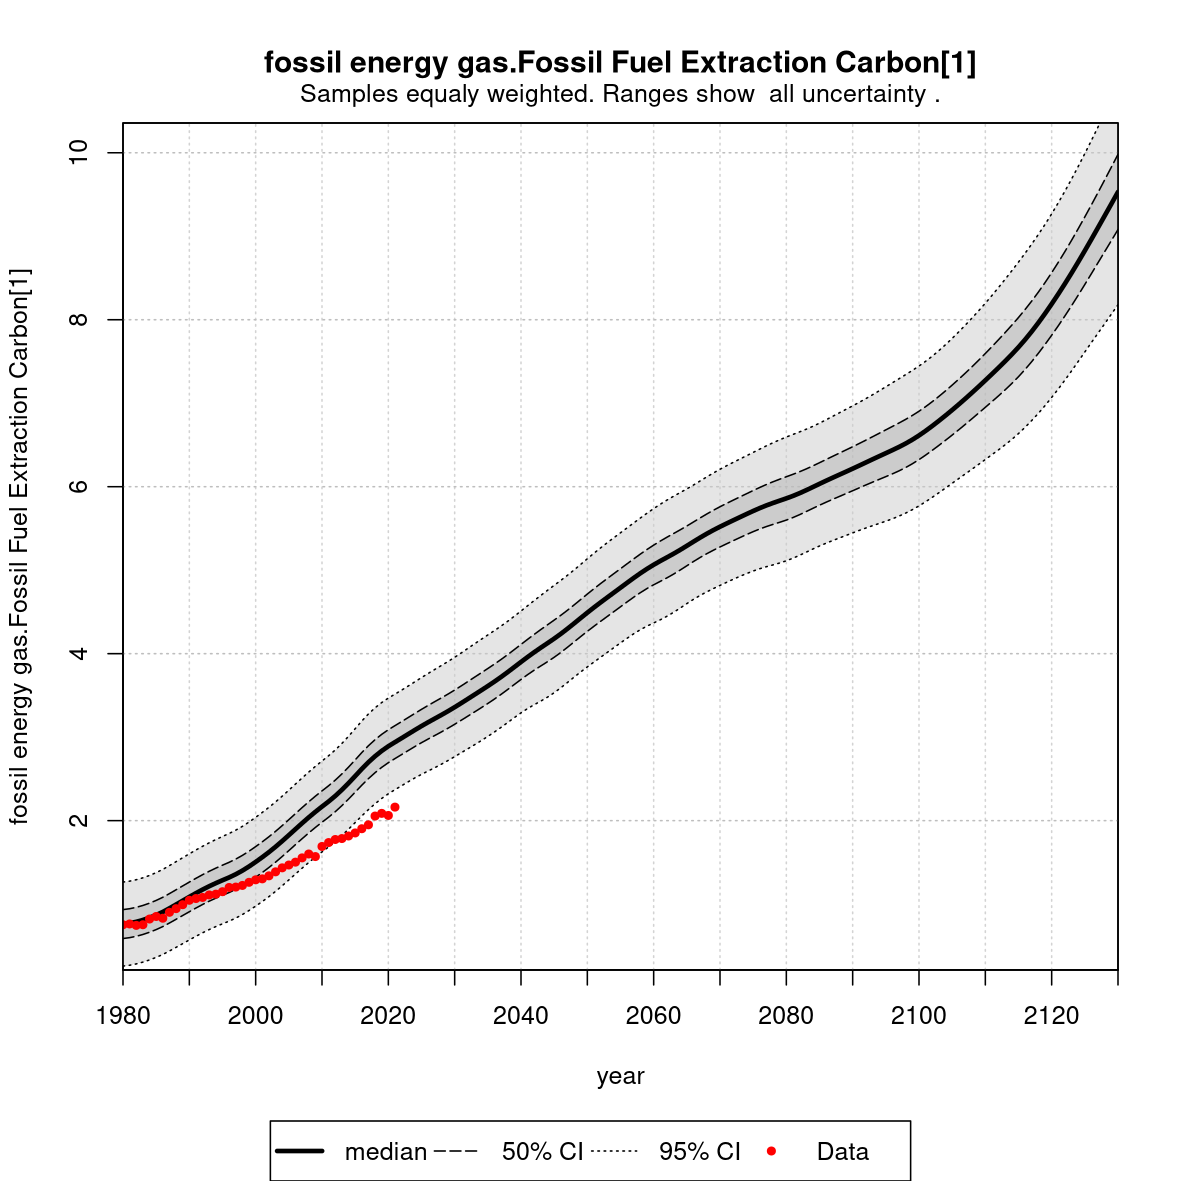 fossil energy gas.Fossil Fuel Extraction Carbon[1]
Samples equaly weighted. Ranges show  all uncertainty .
fossil energy gas.Fossil Fuel Extraction Carbon[1]
10
8
6
4
2
1980 2000 2020 2040 2060 2080 2100 2120
year
median 50% CI 95% CI Data